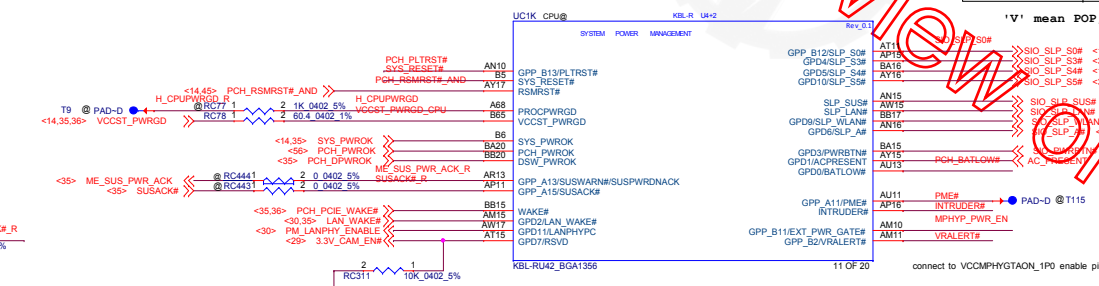 UC1K CPU@ KBL-R U4+2
Rev_0.1
'V' mean POP
SYSTEM POWER MANAGEMENT
PCH_PLTRST# AN10 GPP_B13/PLTRST#
SYS_RESET# B5 SYS_RESET#
PCH_RSMRST#_AND AY17 RSMRST#
<14,45> PCH_RSMRST#_AND
H_CPUPWRGD_R H_CPUPWRGD
T9 @ PAD~D @ RC77 1 2 1K_0402_5% A68 PROCPWRGD
VCCST_PWRGD_CPU
<14,35,36> VCCST_PWRGD RC78 1 2 60.4_0402_1% B65 VCCST_PWRGD
<14,35> SYS_PWROK B6 SYS_PWROK
<56> PCH_PWROK BA20 PCH_PWROK
<35> PCH_DPWROK BB20 DSW_PWROK
ME_SUS_PWR_ACK_R
<35> ME_SUS_PWR_ACK @ RC444 1 2 0_0402_5% AR13 GPP_A13/SUSWARN#/SUSPWRDNACK
SUSACK#_R
<35> SUSACK# @ RC443 1 2 0_0402_5% AP11 GPP_A15/SUSACK#
<35,36> PCH_PCIE_WAKE# BB15 WAKE#
<30,35> LAN_WAKE# AM15 GPD2/LAN_WAKE#
<30> PM_LANPHY_ENABLE AW17 GPD11/LANPHYPC
<29> 3.3V_CAM_EN# AT15 GPD7/RSVD
#_R
%
2 1
RC311 10K_0402_5%
GPP_B12/SLP_S0# AT11 SIO_SLP_S0# SIO_SLP_S0# <
GPD4/SLP_S3# AP15 SIO_SLP_S3# <
GPD5/SLP_S4# BA16 SIO_SLP_S4# <
GPD10/SLP_S5# AY16 SIO_SLP_S5# <
SLP_SUS# AN15 SIO_SLP_SUS#
SLP_LAN# AW15 SIO_SLP_LAN#
GPD9/SLP_WLAN# BB17 SIO_SLP_WLAN
GPD6/SLP_A# AN16 SIO_SLP_A#
GPD3/PWRBTN# BA15 SIO_PWRBTN#
GPD1/ACPRESENT AY15 AC_PRESENT
GPD0/BATLOW# AU13 PCH_BATLOW#
GPP_A11/PME# AU11 PME# PAD~D @ T115
INTRUDER# AP16 INTRUDER#
MPHYP_PWR_EN
GPP_B11/EXT_PWR_GATE# AM10
GPP_B2/VRALERT# AM11 VRALERT#
KBL-RU42_BGA1356 11 OF 20
connect to VCCMPHYGTAON_1P0 enable pi